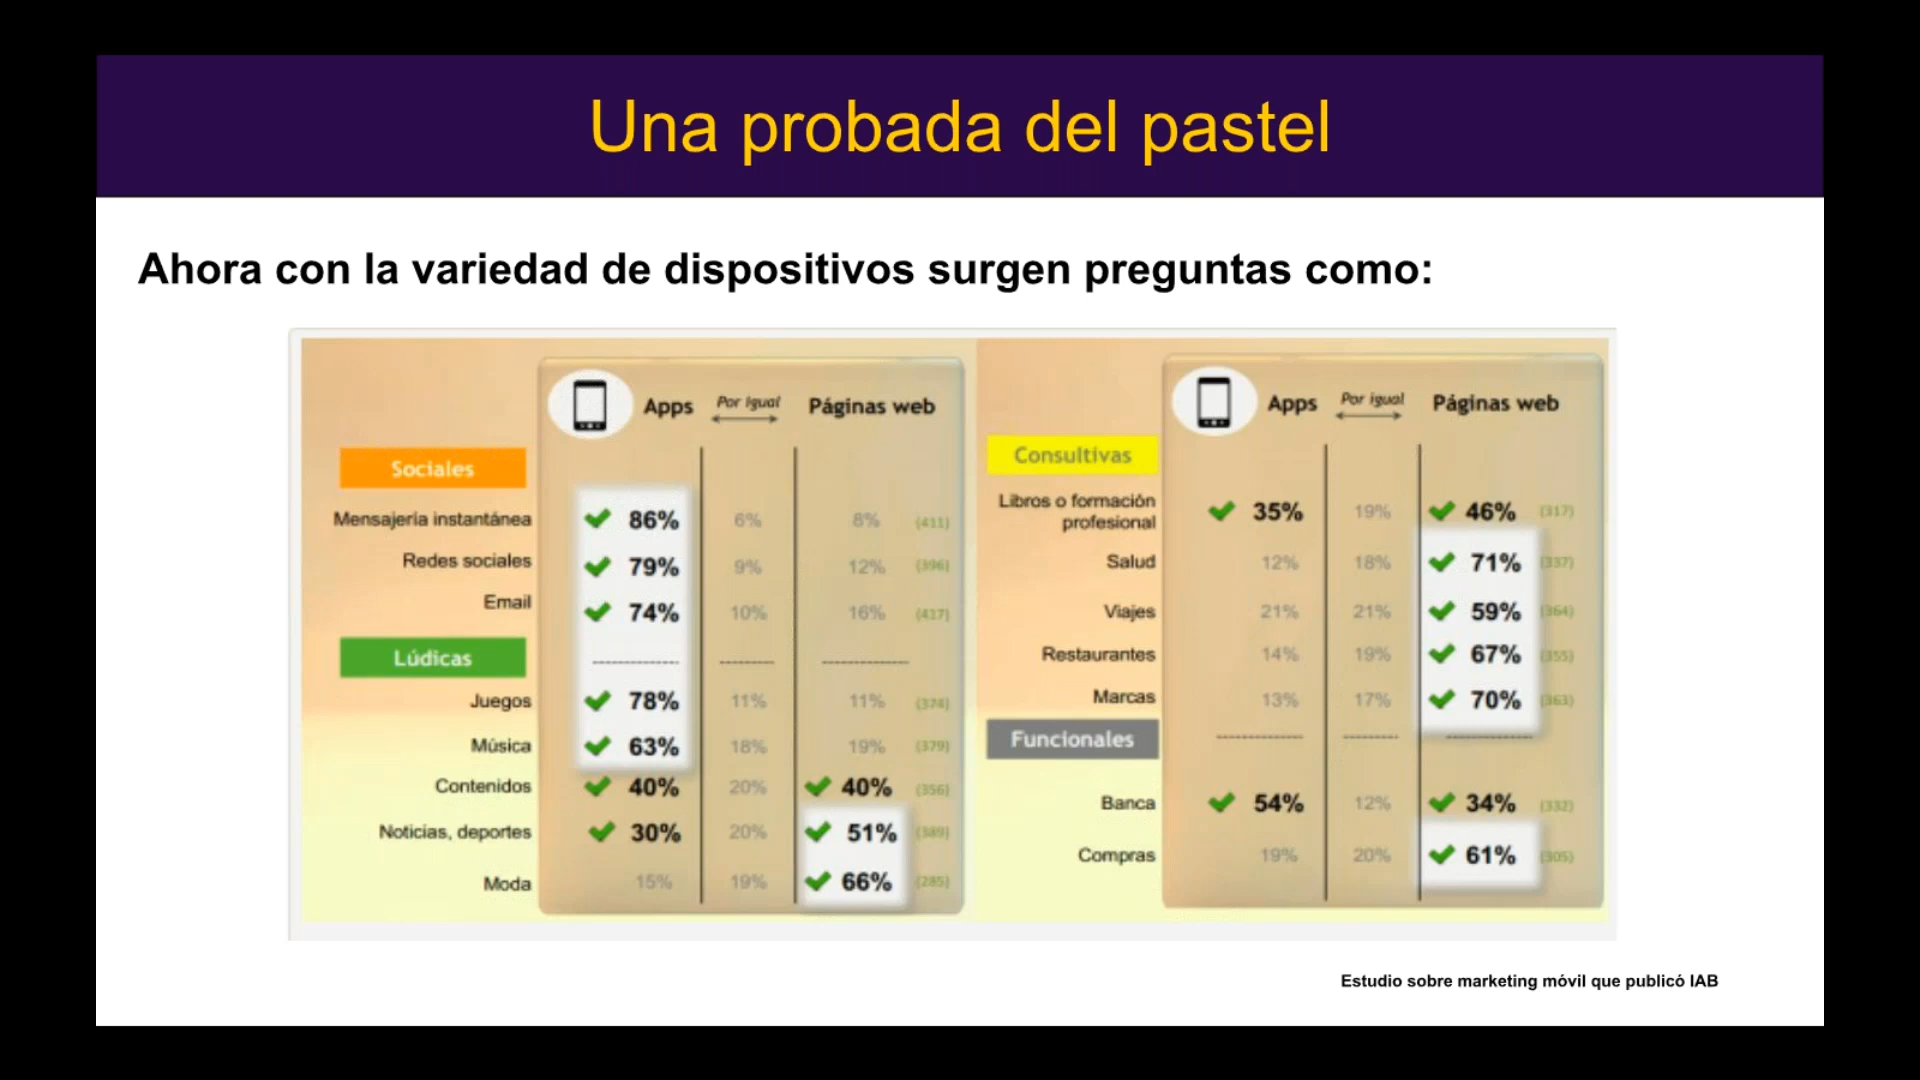 Una probada del pastel
Ahora con la variedad de dispositivos surgen preguntas como:
Apps Por igual Páginas web
Sociales
Mensajería instantánea 86% 6% 8% (411)
Redes sociales 79% 9% 12% (396)
Email 74% 10% 16% (417)
Lúdicas
Juegos 78% 11% 11% (374)
Música 63% 18% 19% (379)
Contenidos 40% 20% 40% (356)
Noticias, deportes 30% 20% 51% (389)
Moda 15% 19% 66% (285)
Apps Por igual Páginas web
Consultivas
Libros o formación
profesional 35% 19% 46% (317)
Salud 12% 18% 71% (337)
Viajes 21% 21% 59% (364)
Restaurantes 14% 19% 67% (355)
Marcas 13% 17% 70% (363)
Funcionales
Banca 54% 12% 34% (332)
Compras 19% 20% 61% (305)
Estudio sobre marketing móvil que publicó IAB